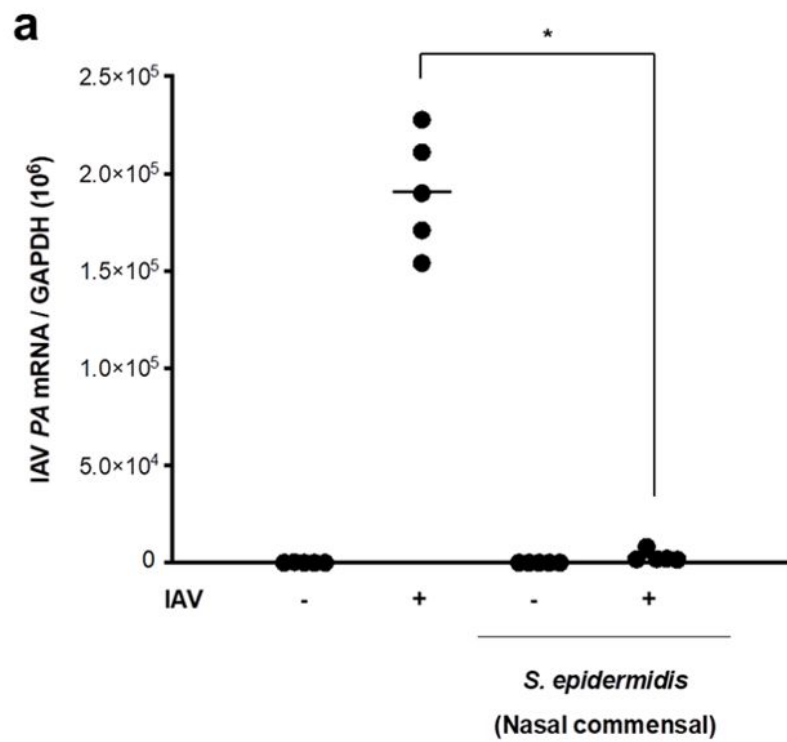 a
*
IAV PA mRNA / GAPDH (10⁶)
2.5×10⁵
2.0×10⁵
1.5×10⁵
1.0×10⁵
5.0×10⁴
0
IAV - + - +
S. epidermidis
(Nasal commensal)